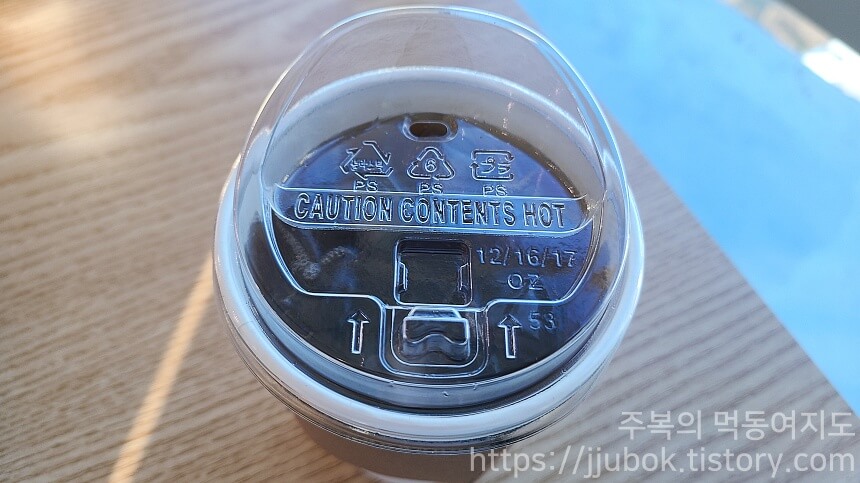 6
PS PS PS
CAUTION CONTENTS HOT
12/16/17
OZ
53
주복의 먹동여지도
https://jjubok.tistory.com/